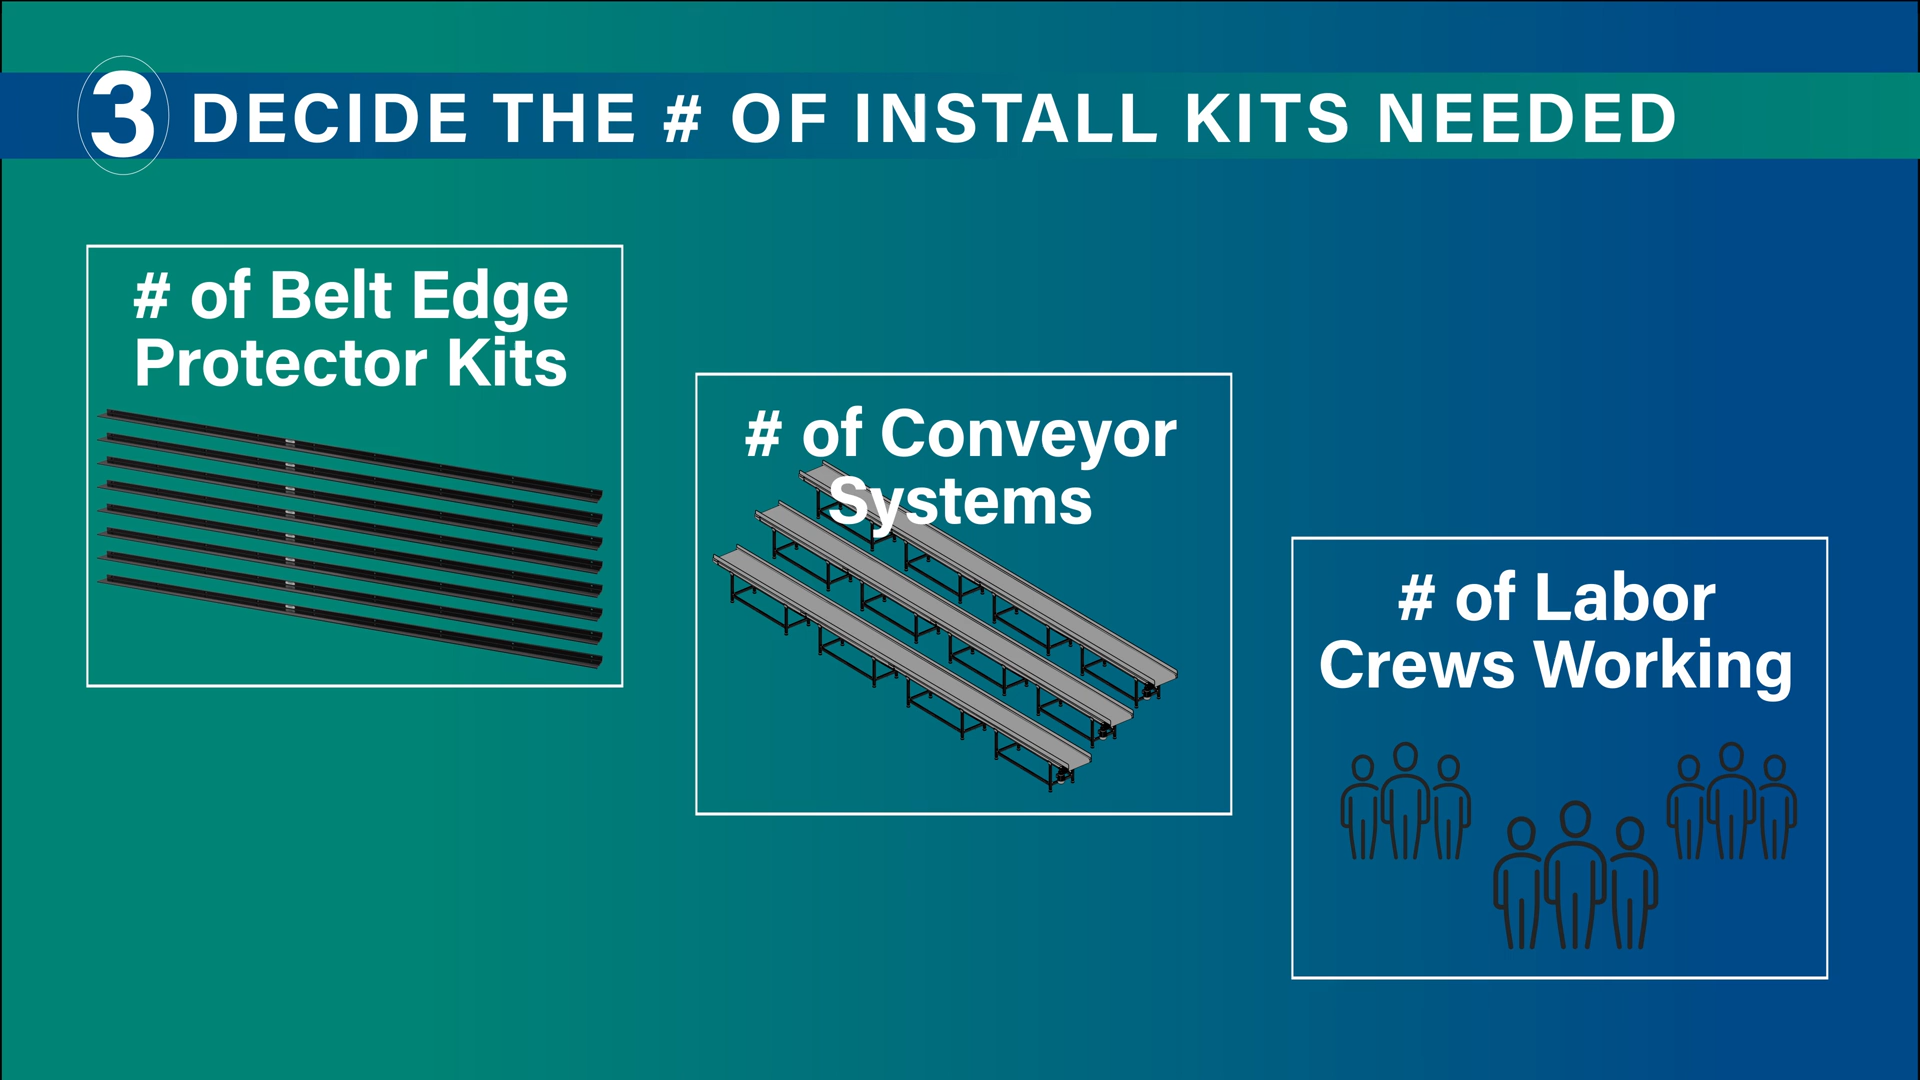 3 DECIDE THE # OF INSTALL KITS NEEDED
# of Belt Edge
Protector Kits
# of Conveyor
Systems
# of Labor
Crews Working